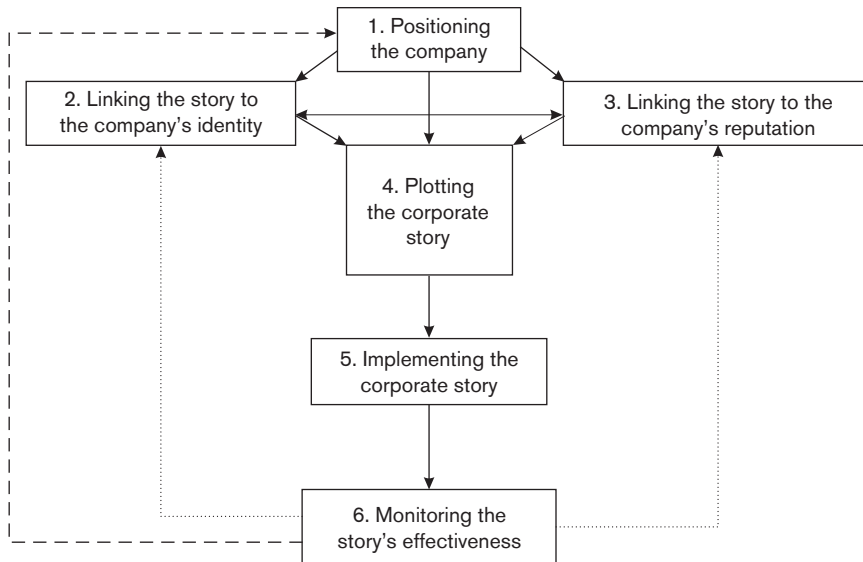 1. Positioning
the company
2. Linking the story to
the company's identity
3. Linking the story to the
company's reputation
4. Plotting
the corporate
story
5. Implementing the
corporate story
6. Monitoring the
story's effectiveness